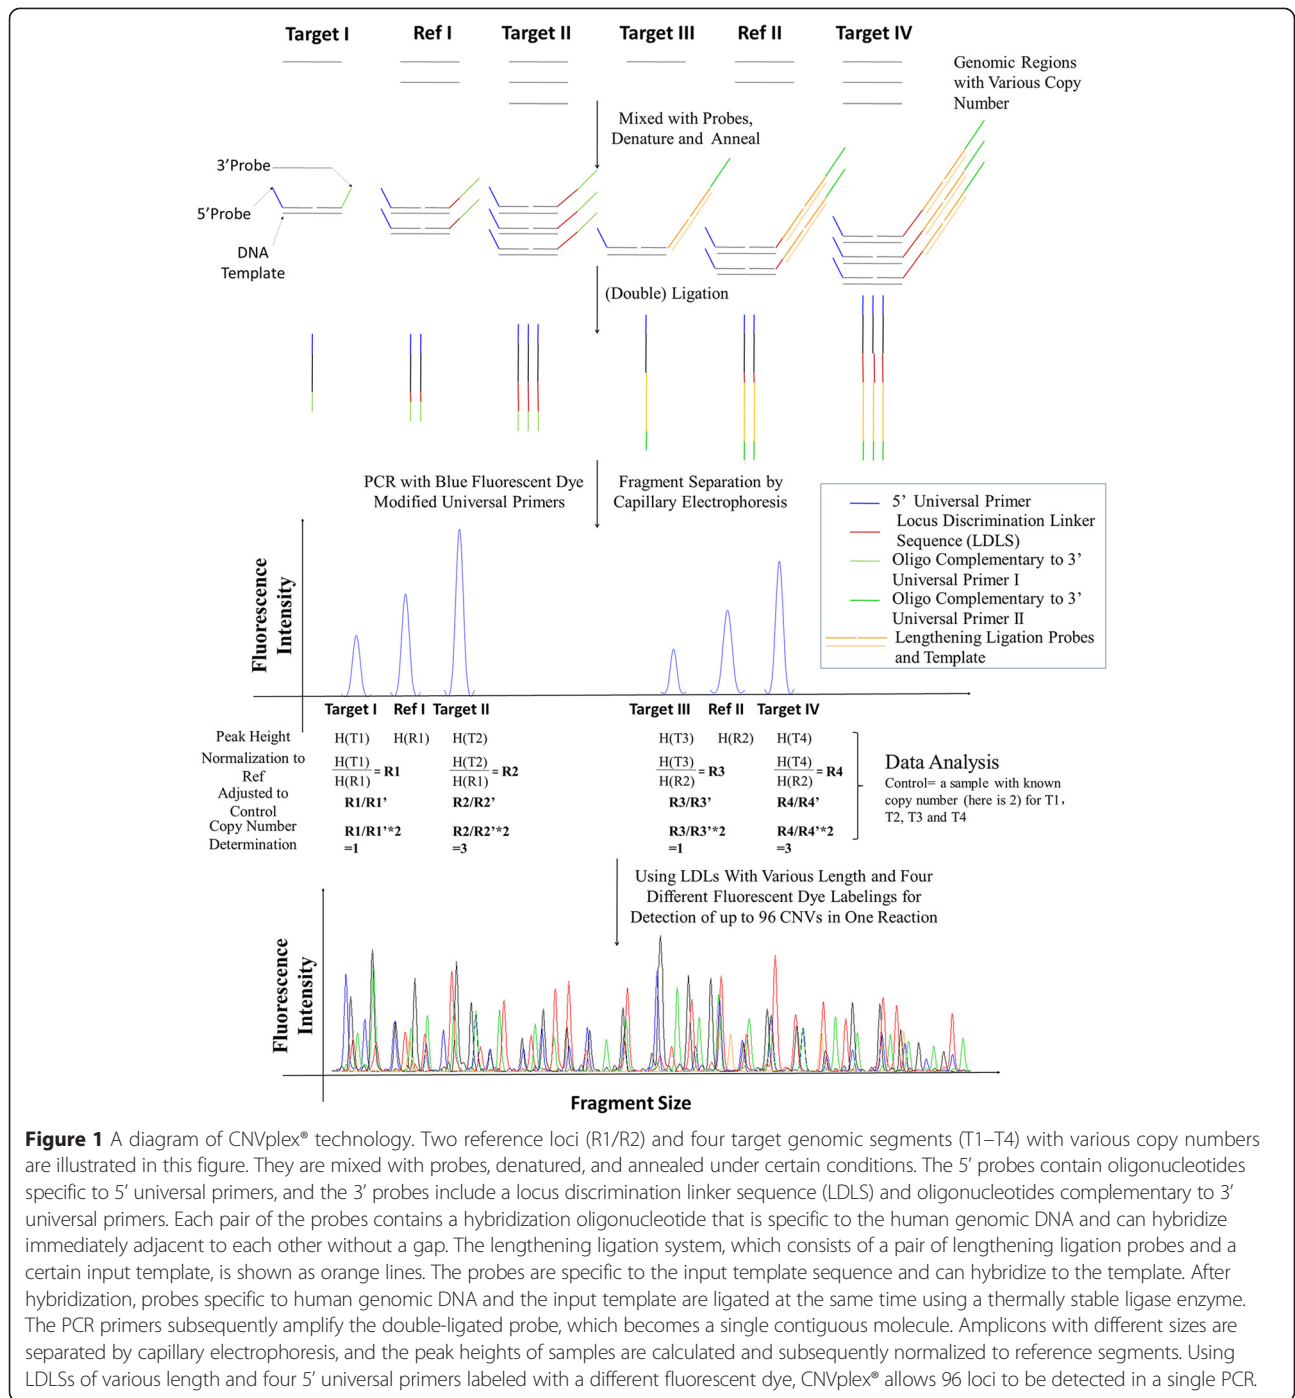 Target I Ref I Target II Target III Ref II Target IV
Genomic Regions
with Various Copy
Number
Mixed with Probes,
Denature and Anneal
3'Probe
5'Probe
DNA
Template
(Double) Ligation
PCR with Blue Fluorescent Dye
Modified Universal Primers
Fragment Separation by
Capillary Electrophoresis
5' Universal Primer
Locus Discrimination Linker
Sequence (LDLS)
Oligo Complementary to 3'
Universal Primer I
Oligo Complementary to 3'
Universal Primer II
Lengthening Ligation Probes
and Template
Fluorescence
Intensity
Target I Ref I Target II Target III Ref II Target IV
Peak Height H(T1) H(R1) H(T2) H(T3) H(R2) H(T4)
Normalization to
Ref
H(T1)
H(R1)
= R1
H(T2)
H(R1)
= R2
H(T3)
H(R2)
= R3
H(T4)
H(R2)
= R4
Adjusted to
Control
R1/R1' R2/R2' R3/R3' R4/R4'
Copy Number
Determination
R1/R1'*2 R2/R2'*2 R3/R3'*2 R4/R4'*2
=1 =3 =1 =3
Data Analysis
Control= a sample with known
copy number (here is 2) for T1,
T2, T3 and T4
Using LDLs With Various Length and Four
Different Fluorescent Dye Labelings for
Detection of up to 96 CNVs in One Reaction
Fluorescence
Intensity
Fragment Size
Figure 1 A diagram of CNVplex® technology. Two reference loci (R1/R2) and four target genomic segments (T1–T4) with various copy numbers
are illustrated in this figure. They are mixed with probes, denatured, and annealed under certain conditions. The 5' probes contain oligonucleotides
specific to 5' universal primers, and the 3' probes include a locus discrimination linker sequence (LDLS) and oligonucleotides complementary to 3'
universal primers. Each pair of the probes contains a hybridization oligonucleotide that is specific to the human genomic DNA and can hybridize
immediately adjacent to each other without a gap. The lengthening ligation system, which consists of a pair of lengthening ligation probes and a
certain input template, is shown as orange lines. The probes are specific to the input template sequence and can hybridize to the template. After
hybridization, probes specific to human genomic DNA and the input template are ligated at the same time using a thermally stable ligase enzyme.
The PCR primers subsequently amplify the double-ligated probe, which becomes a single contiguous molecule. Amplicons with different sizes are
separated by capillary electrophoresis, and the peak heights of samples are calculated and subsequently normalized to reference segments. Using
LDLSs of various length and four 5' universal primers labeled with a different fluorescent dye, CNVplex® allows 96 loci to be detected in a single PCR.